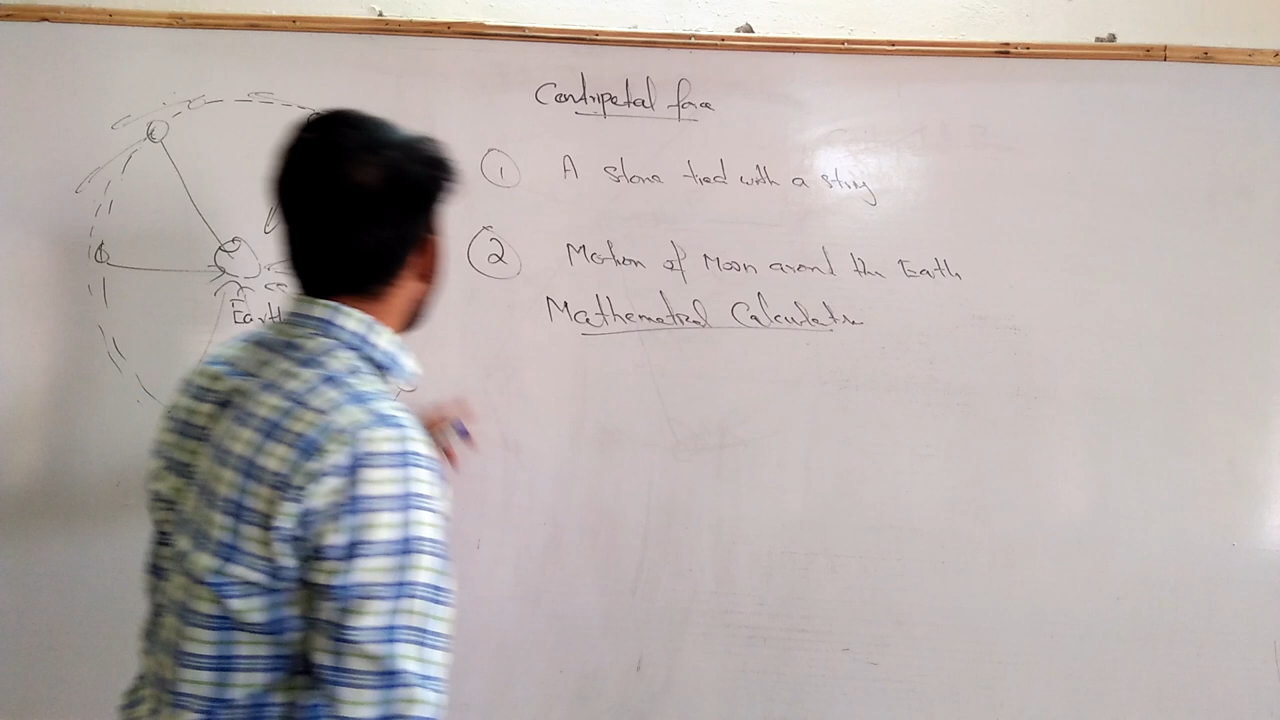 Centripetal force
① A stone tied with a string
② Motion of Moon around the Earth
Mathematical Calculation
Earth